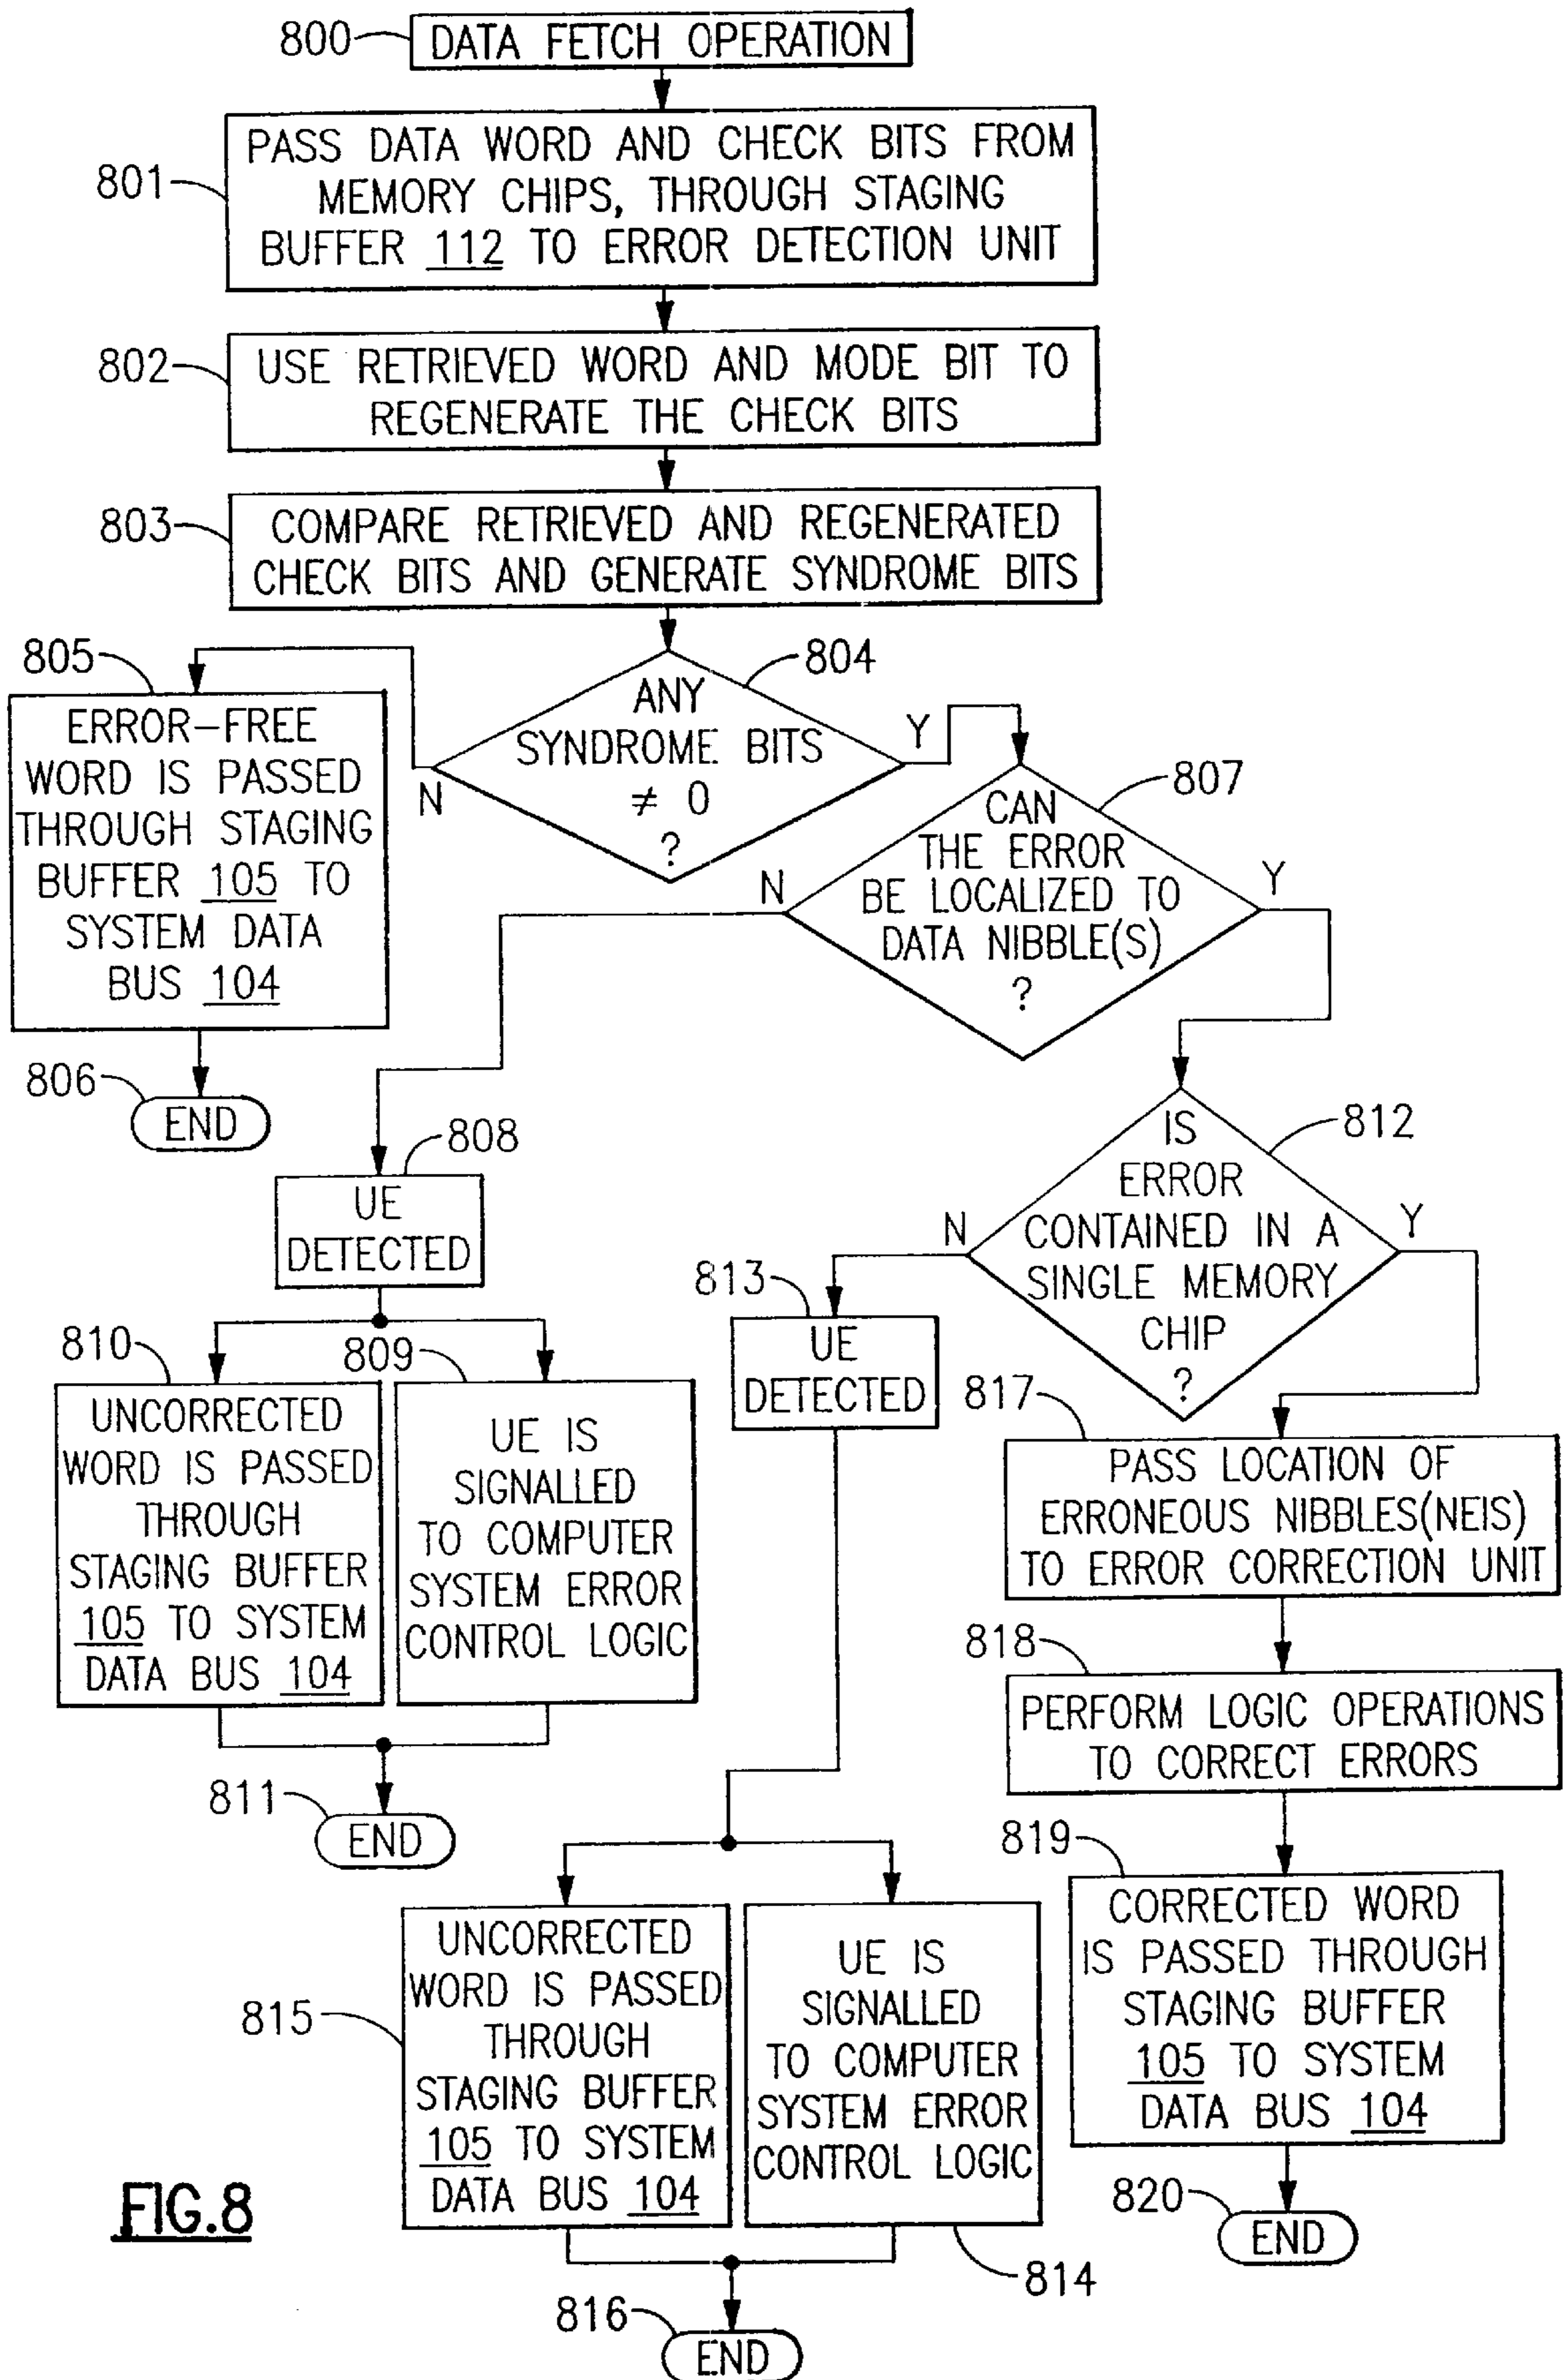 800
DATA FETCH OPERATION
801
PASS DATA WORD AND CHECK BITS FROM
MEMORY CHIPS, THROUGH STAGING
BUFFER 112 TO ERROR DETECTION UNIT
802
USE RETRIEVED WORD AND MODE BIT TO
REGENERATE THE CHECK BITS
803
COMPARE RETRIEVED AND REGENERATED
CHECK BITS AND GENERATE SYNDROME BITS
804
ANY
SYNDROME BITS
≠ 0
?
N
Y
805
ERROR-FREE
WORD IS PASSED
THROUGH STAGING
BUFFER 105 TO
SYSTEM DATA
BUS 104
806
END
807
CAN
THE ERROR
BE LOCALIZED TO
DATA NIBBLE(S)
?
N
Y
808
UE
DETECTED
810
UNCORRECTED
WORD IS PASSED
THROUGH
STAGING BUFFER
105 TO SYSTEM
DATA BUS 104
809
UE IS
SIGNALLED
TO COMPUTER
SYSTEM ERROR
CONTROL LOGIC
811
END
812
IS
ERROR
CONTAINED IN A
SINGLE MEMORY
CHIP
?
N
Y
813
UE
DETECTED
815
UNCORRECTED
WORD IS PASSED
THROUGH
STAGING BUFFER
105 TO SYSTEM
DATA BUS 104
UE IS
SIGNALLED
TO COMPUTER
SYSTEM ERROR
CONTROL LOGIC
814
816
END
817
PASS LOCATION OF
ERRONEOUS NIBBLES(NEIS)
TO ERROR CORRECTION UNIT
818
PERFORM LOGIC OPERATIONS
TO CORRECT ERRORS
819
CORRECTED WORD
IS PASSED THROUGH
STAGING BUFFER
105 TO SYSTEM
DATA BUS 104
820
END
FIG.8